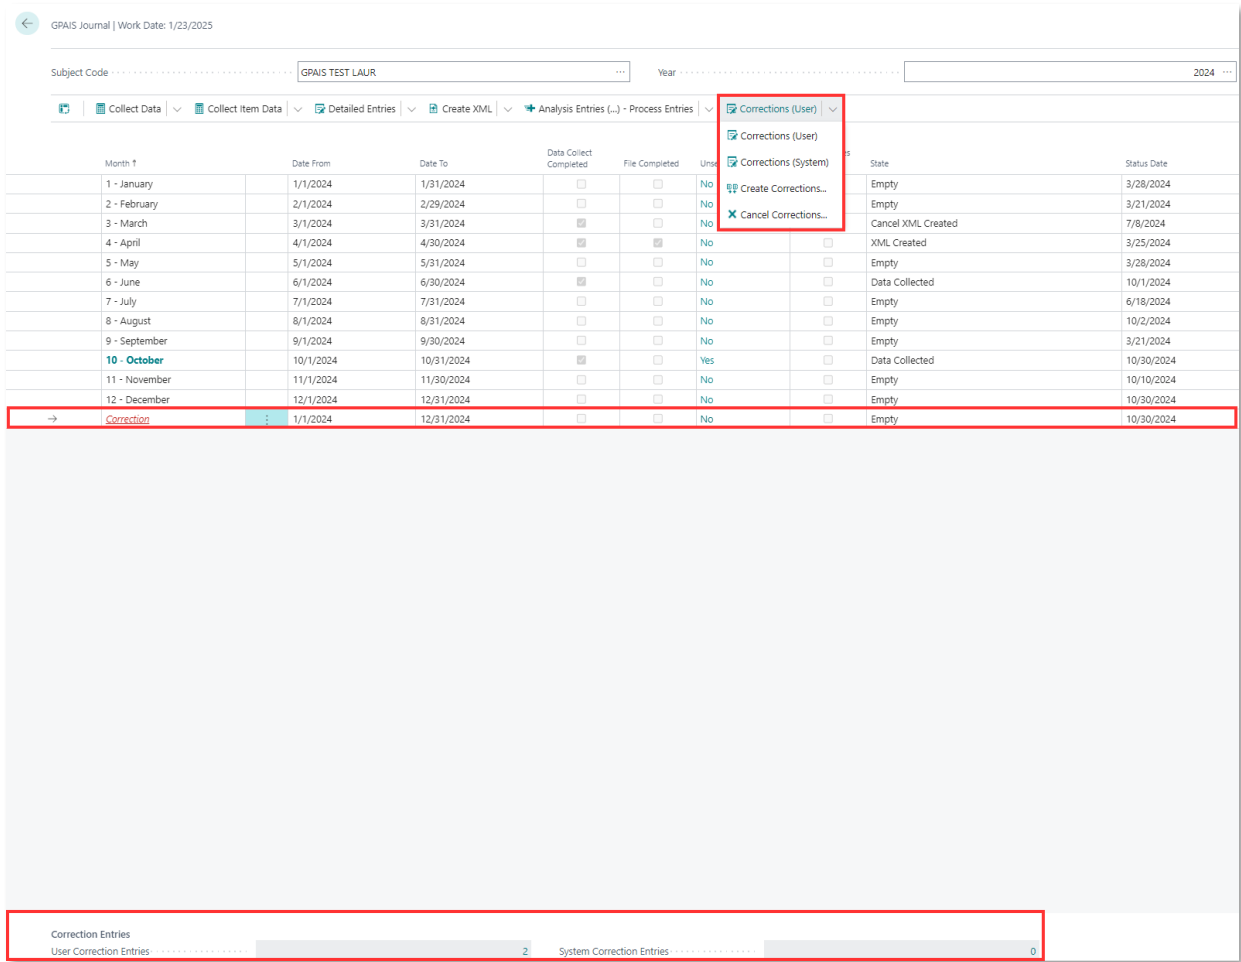 GPAIS Journal | Work Date: 1/23/2025
Subject Code GPAIS TEST LAUR ... Year 2024 ...
Collect Data Collect Item Data Detailed Entries Create XML Analysis Entries (...) - Process Entries Corrections (User)
Corrections (User)
Corrections (System)
Create Corrections...
Cancel Corrections...
Month ↑ Date From Date To Data Collect Completed File Completed State Status Date
1 - January 1/1/2024 1/31/2024 No Empty 3/28/2024
2 - February 2/1/2024 2/29/2024 No Empty 3/21/2024
3 - March 3/1/2024 3/31/2024 No Cancel XML Created 7/8/2024
4 - April 4/1/2024 4/30/2024 No XML Created 3/25/2024
5 - May 5/1/2024 5/31/2024 No Empty 3/28/2024
6 - June 6/1/2024 6/30/2024 No Data Collected 10/1/2024
7 - July 7/1/2024 7/31/2024 No Empty 6/18/2024
8 - August 8/1/2024 8/31/2024 No Empty 10/2/2024
9 - September 9/1/2024 9/30/2024 No Empty 3/21/2024
10 - October 10/1/2024 10/31/2024 Yes Data Collected 10/30/2024
11 - November 11/1/2024 11/30/2024 No Empty 10/10/2024
12 - December 12/1/2024 12/31/2024 No Empty 10/30/2024
Correction 1/1/2024 12/31/2024 No Empty 10/30/2024
Correction Entries
User Correction Entries 2 System Correction Entries 0